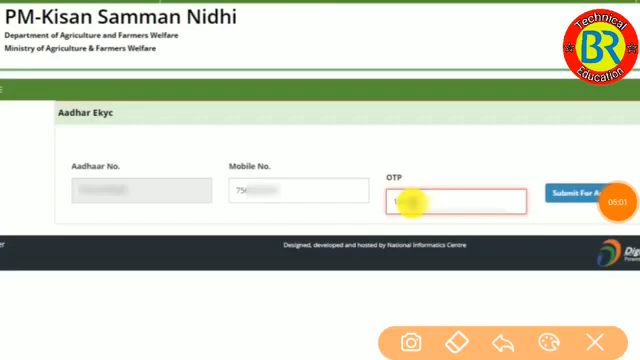 PM-Kisan Samman Nidhi
Department of Agriculture and Farmers Welfare
Ministry of Agriculture & Farmers Welfare
Technical
BR
Education
Aadhar Ekyc
Aadhaar No.
Mobile No.
OTP
756
Submit For
05:01
Designed, developed and hosted by National Informatics Centre